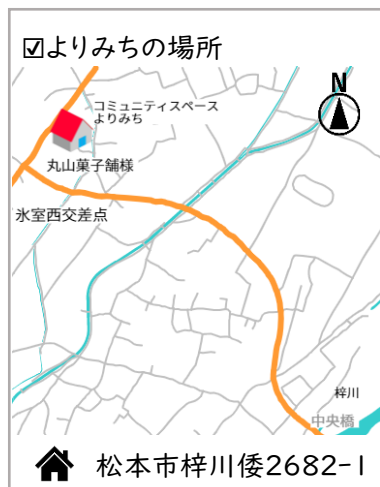 ☑よりみちの場所
N
コミュニティスペース
よりみち
丸山菓子舗様
氷室西交差点
梓川
中央橋
松本市梓川倭2682-1